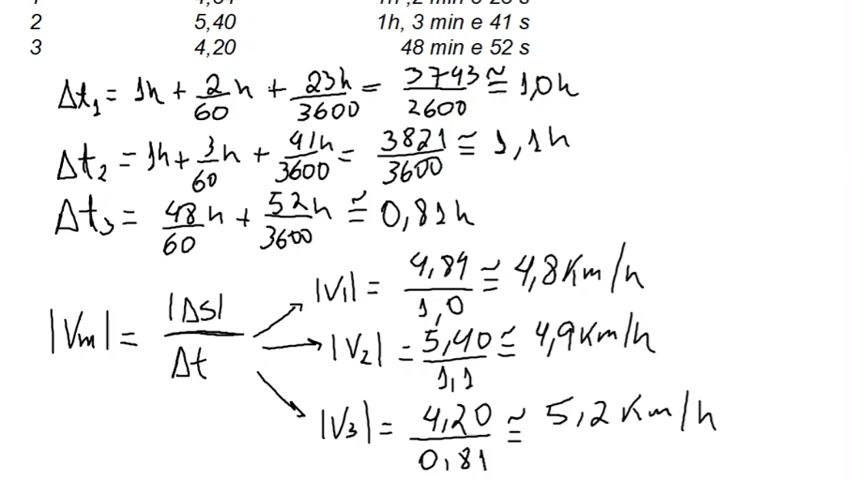 2 5,40 1h, 3 min e 41 s
3 4,20 48 min e 52 s
Δt₁ = 1h + 2/60 h + 23h/3600 = 3743/2600 ≅ 1,0h
Δt₂ = 1h + 3/60 h + 41h/3600 = 3821/3600 ≅ 1,1h
Δt₃ = 48/60 h + 52h/3600 ≅ 0,81h
|Vm| = |ΔS|/Δt
|V₁| = 4,84/1,0 ≅ 4,8Km/h
|V₂| = 5,40/1,1 ≅ 4,9Km/h
|V₃| = 4,20/0,81 ≅ 5,2Km/h